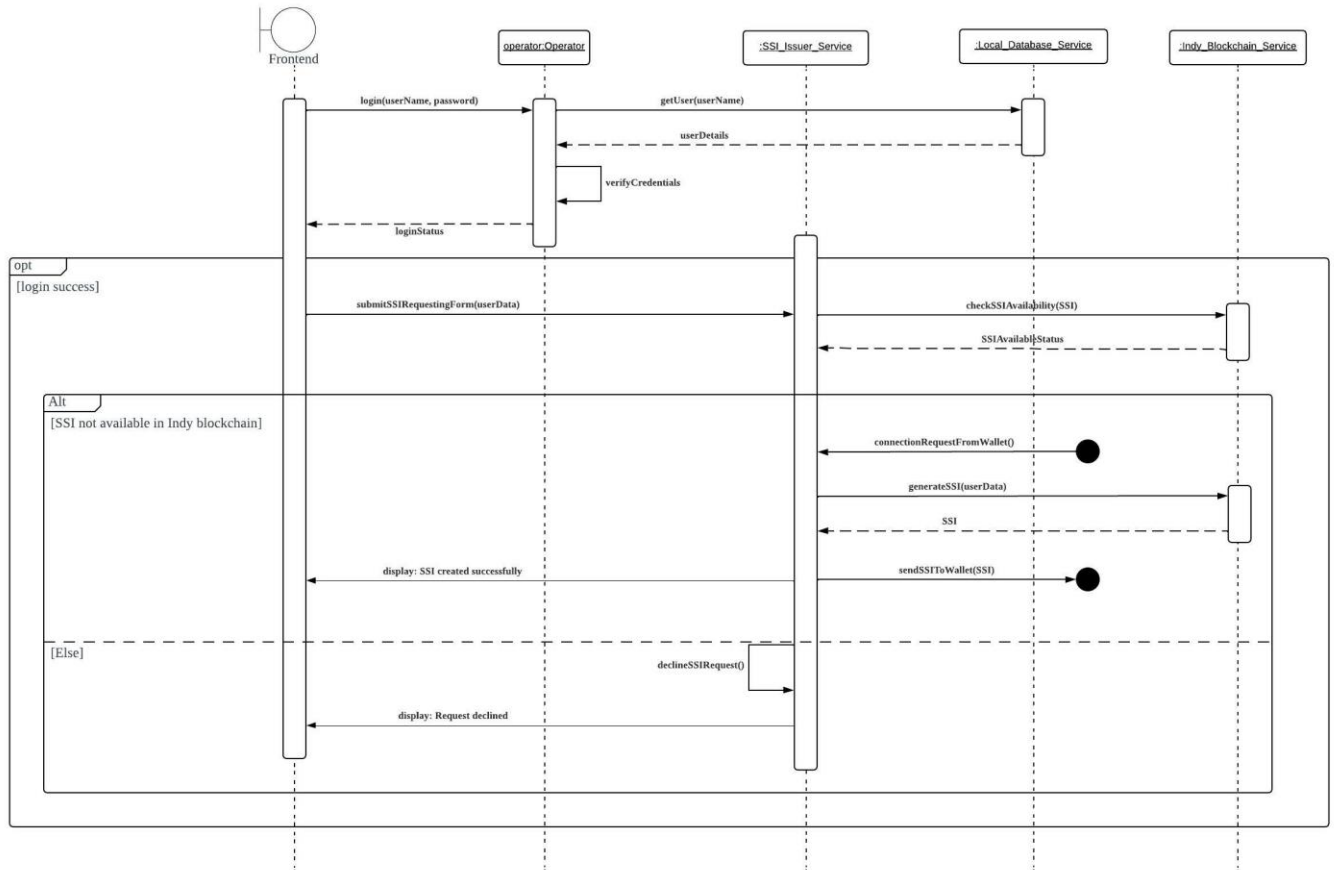 Frontend
operator:Operator
:SSI_Issuer_Service
:Local_Database_Service
:Indy_Blockchain_Service
login(userName, password)
getUser(userName)
userDetails
verifyCredentials
loginStatus
opt
[login success]
submitSSIRequestingForm(userData)
checkSSIAvailability(SSI)
SSIAvailableStatus
Alt
[SSI not available in Indy blockchain]
connectionRequestFromWallet()
generateSSI(userData)
SSI
display: SSI created successfully
sendSSIToWallet(SSI)
[Else]
declineSSIRequest()
display: Request declined